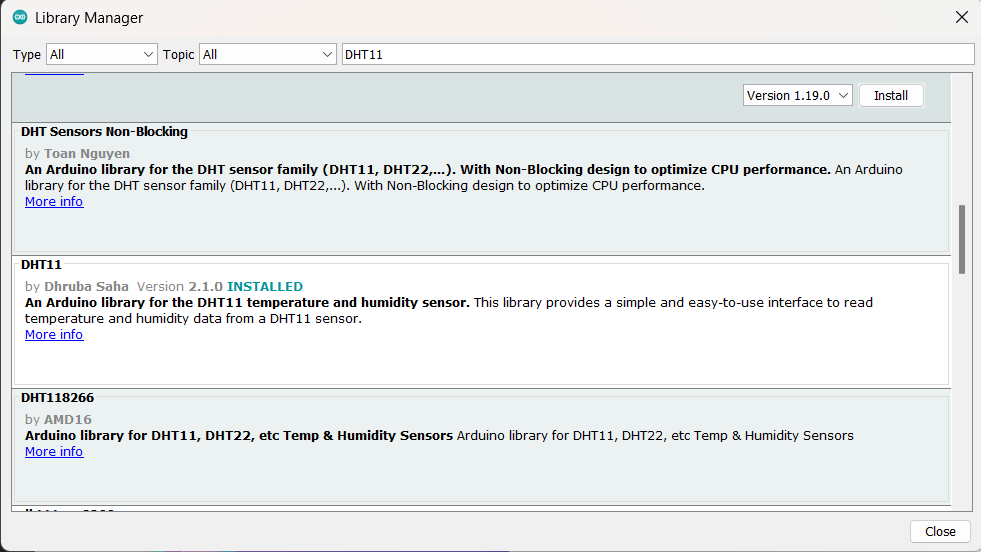 Library Manager
Type All Topic All DHT11
Version 1.19.0 Install
DHT Sensors Non-Blocking
by Toan Nguyen
An Arduino library for the DHT sensor family (DHT11, DHT22,...). With Non-Blocking design to optimize CPU performance. An Arduino
library for the DHT sensor family (DHT11, DHT22,...). With Non-Blocking design to optimize CPU performance.
More info
DHT11
by Dhruba Saha Version 2.1.0 INSTALLED
An Arduino library for the DHT11 temperature and humidity sensor. This library provides a simple and easy-to-use interface to read
temperature and humidity data from a DHT11 sensor.
More info
DHT118266
by AMD16
Arduino library for DHT11, DHT22, etc Temp & Humidity Sensors Arduino library for DHT11, DHT22, etc Temp & Humidity Sensors
More info
Close